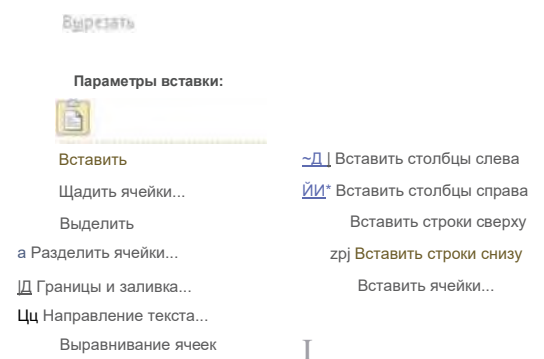 Вырезать
Параметры вставки:
Вставить
Щадить ячейки...
Выделить
а Разделить ячейки...
|Д Границы и заливка...
Цц Направление текста...
Выравнивание ячеек
~Д | Вставить столбцы слева
ЙИ* Вставить столбцы справа
Вставить строки сверху
zpj Вставить строки снизу
Вставить ячейки...
I